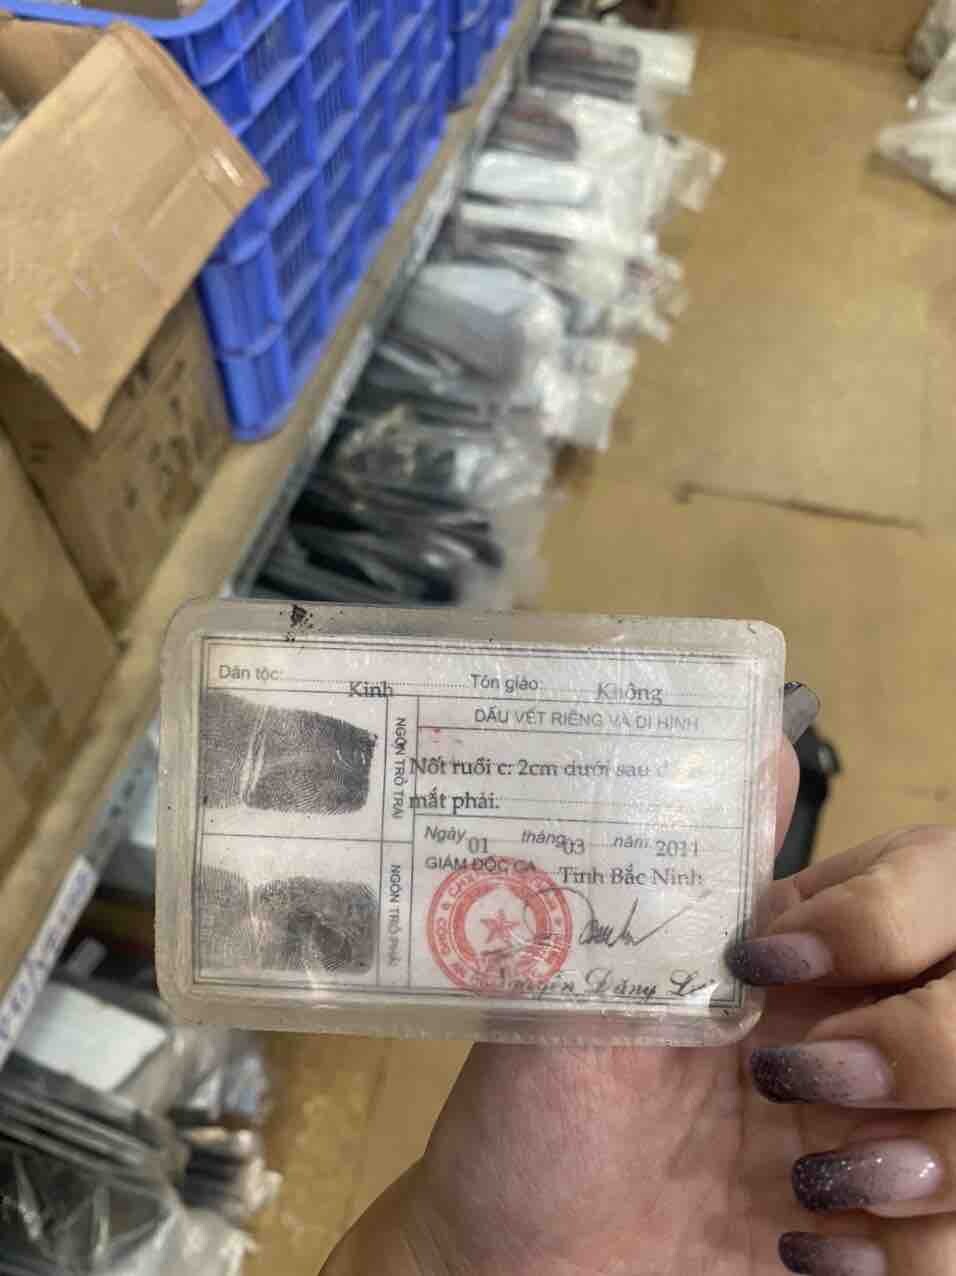 Dân tộc: Kinh Tôn giáo: Không
DẤU VẾT RIÊNG VÀ DỊ HÌNH
NGÓN TRỎ TRÁI
Nốt ruồi c: 2cm dưới sau
mắt phải.
Ngày 01 tháng 03 năm 2011
GIÁM ĐỐC CA Tỉnh Bắc Ninh
NGÓN TRỎ PHẢI
Đăng